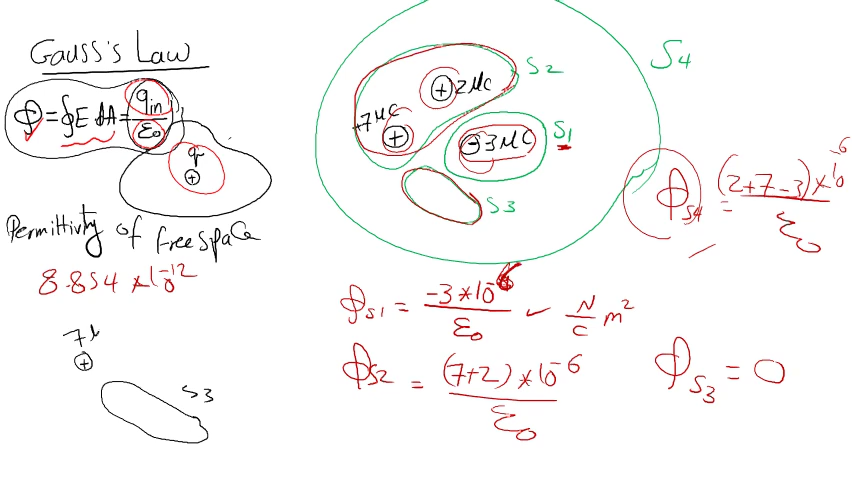 Gauss's Law
Φ = ∮E dA = q_in / ε₀
q
Permittivity of free space
8.854 * 10^-12
7μ
S3
S4
S2
2μC
+7μC
S1
-3μC
S3
Φ_S4 = (2+7-3) * 10^-6 / ε₀
Φ_S1 = -3 * 10^-6 / ε₀ ✓ N/C m²
Φ_S2 = (7+2) * 10^-6 / ε₀
Φ_S3 = 0